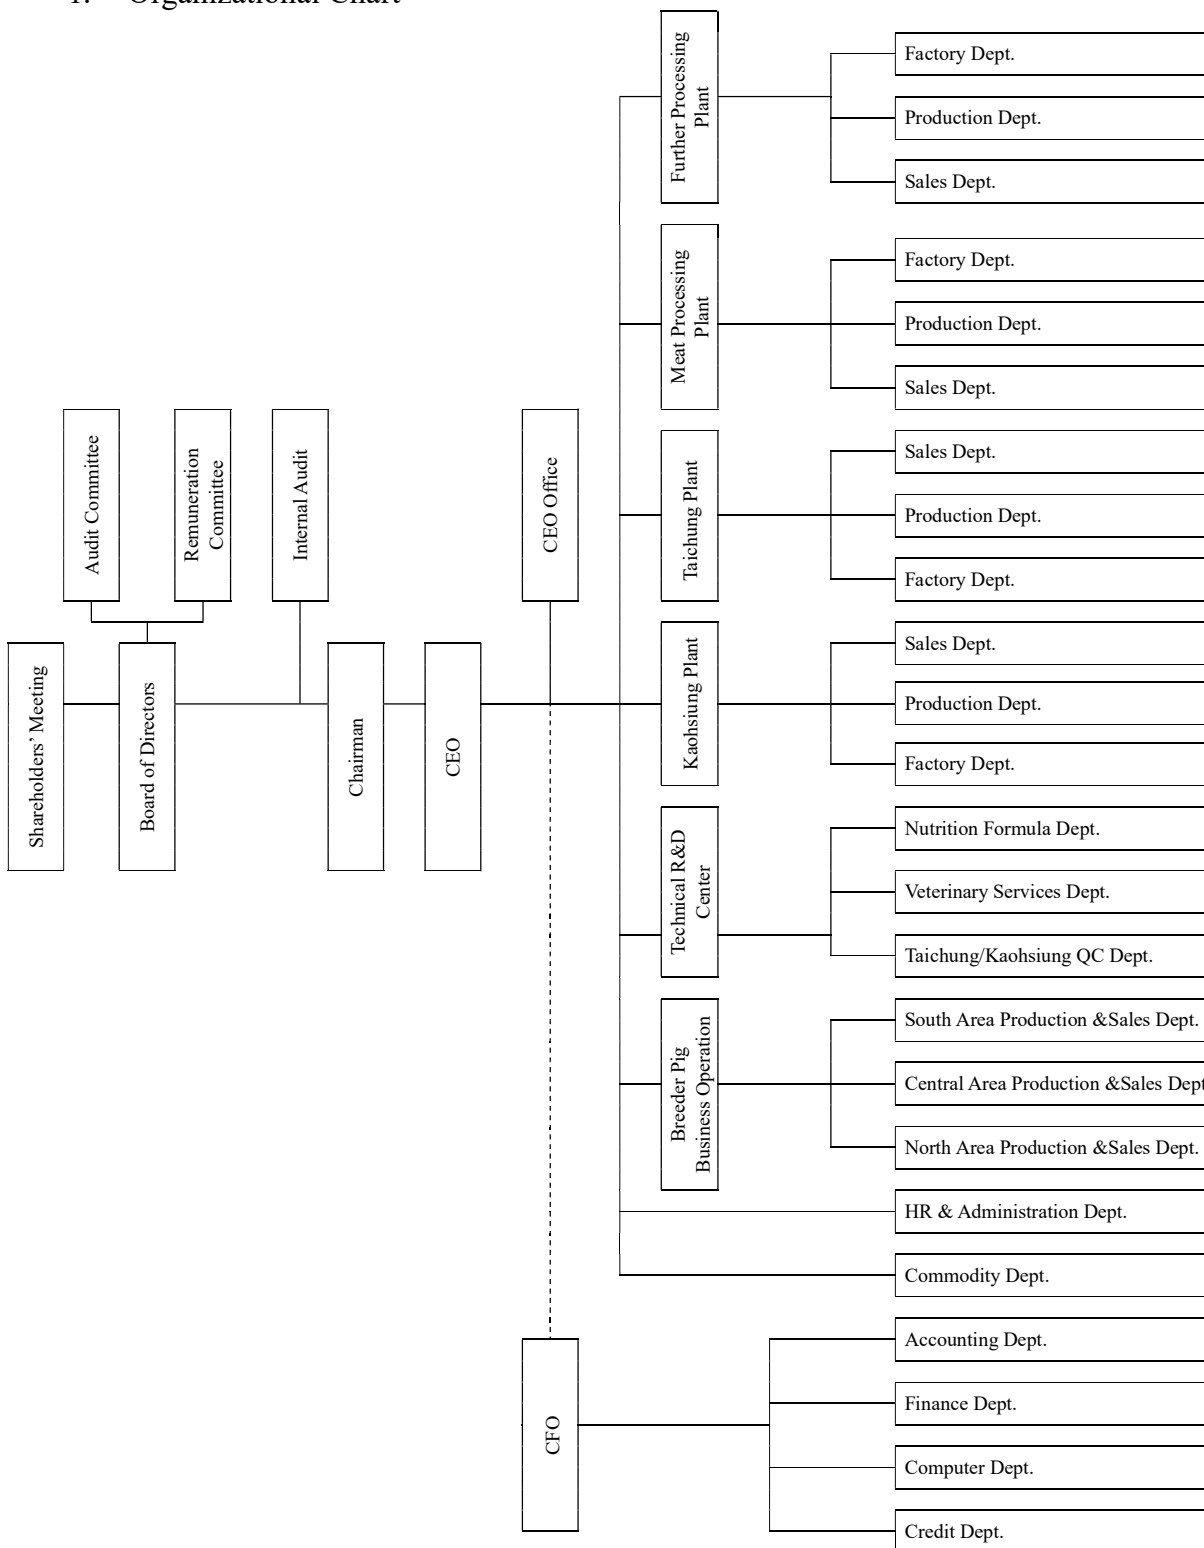 1. Organizational Chart
Further Processing
Plant
Factory Dept.
Production Dept.
Sales Dept.
Meat Processing
Plant
Factory Dept.
Production Dept.
Sales Dept.
Audit Committee
Remuneration
Committee
Internal Audit
CEO Office
Taichung Plant
Sales Dept.
Production Dept.
Factory Dept.
Shareholders’ Meeting
Board of Directors
Chairman
CEO
Kaohsiung Plant
Sales Dept.
Production Dept.
Factory Dept.
Technical R&D
Center
Nutrition Formula Dept.
Veterinary Services Dept.
Taichung/Kaohsiung QC Dept.
Breeder Pig
Business Operation
South Area Production &Sales Dept.
Central Area Production &Sales Dept
North Area Production &Sales Dept.
HR & Administration Dept.
Commodity Dept.
CFO
Accounting Dept.
Finance Dept.
Computer Dept.
Credit Dept.